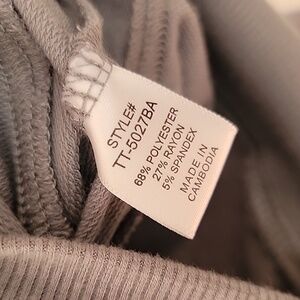 STYLE#
TT-5027BA
68% POLYESTER
27% RAYON
5% SPANDEX
MADE IN
CAMBODIA